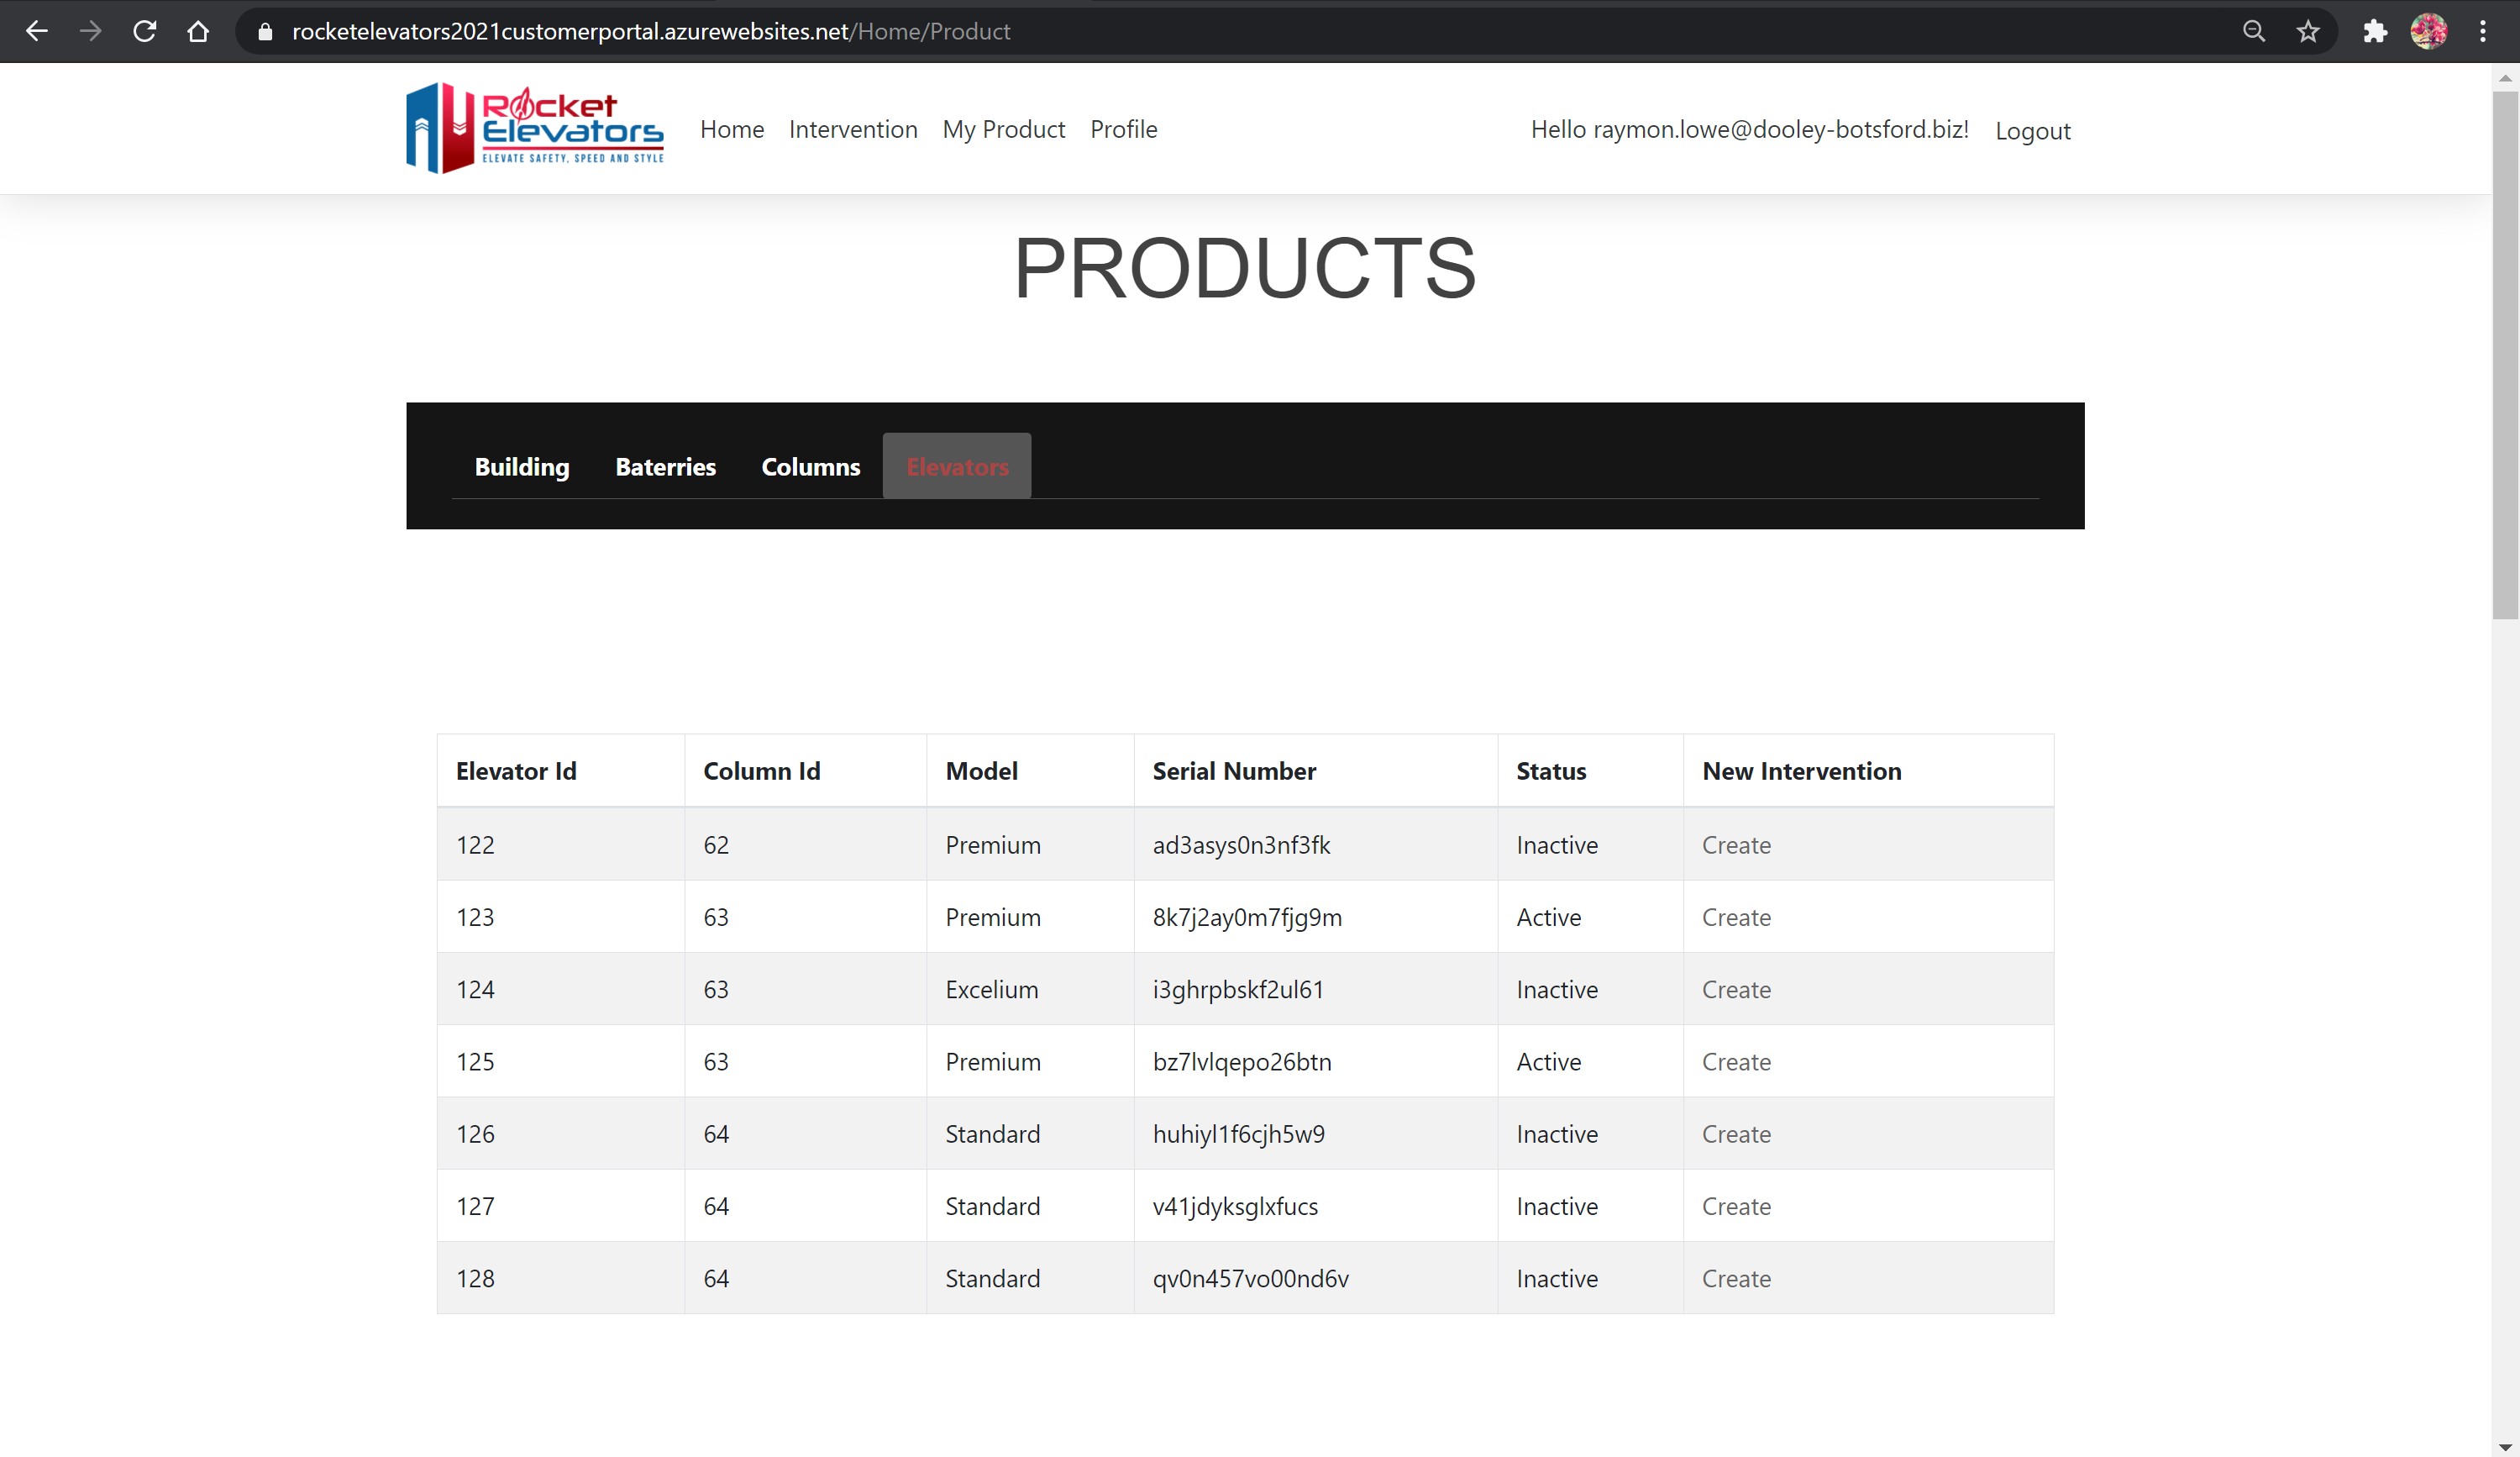 rocketelevators2021customerportal.azurewebsites.net/Home/Product
Rocket
Elevators
ELEVATE SAFETY, SPEED AND STYLE
Home Intervention My Product Profile Hello raymon.lowe@dooley-botsford.biz! Logout
PRODUCTS
Building Baterries Columns Elevators
Elevator Id Column Id Model Serial Number Status New Intervention
122 62 Premium ad3asys0n3nf3fk Inactive Create
123 63 Premium 8k7j2ay0m7fjg9m Active Create
124 63 Excelium i3ghrpbskf2ul61 Inactive Create
125 63 Premium bz7lvlqepo26btn Active Create
126 64 Standard huhiyl1f6cjh5w9 Inactive Create
127 64 Standard v41jdyksglxfucs Inactive Create
128 64 Standard qv0n457vo00nd6v Inactive Create